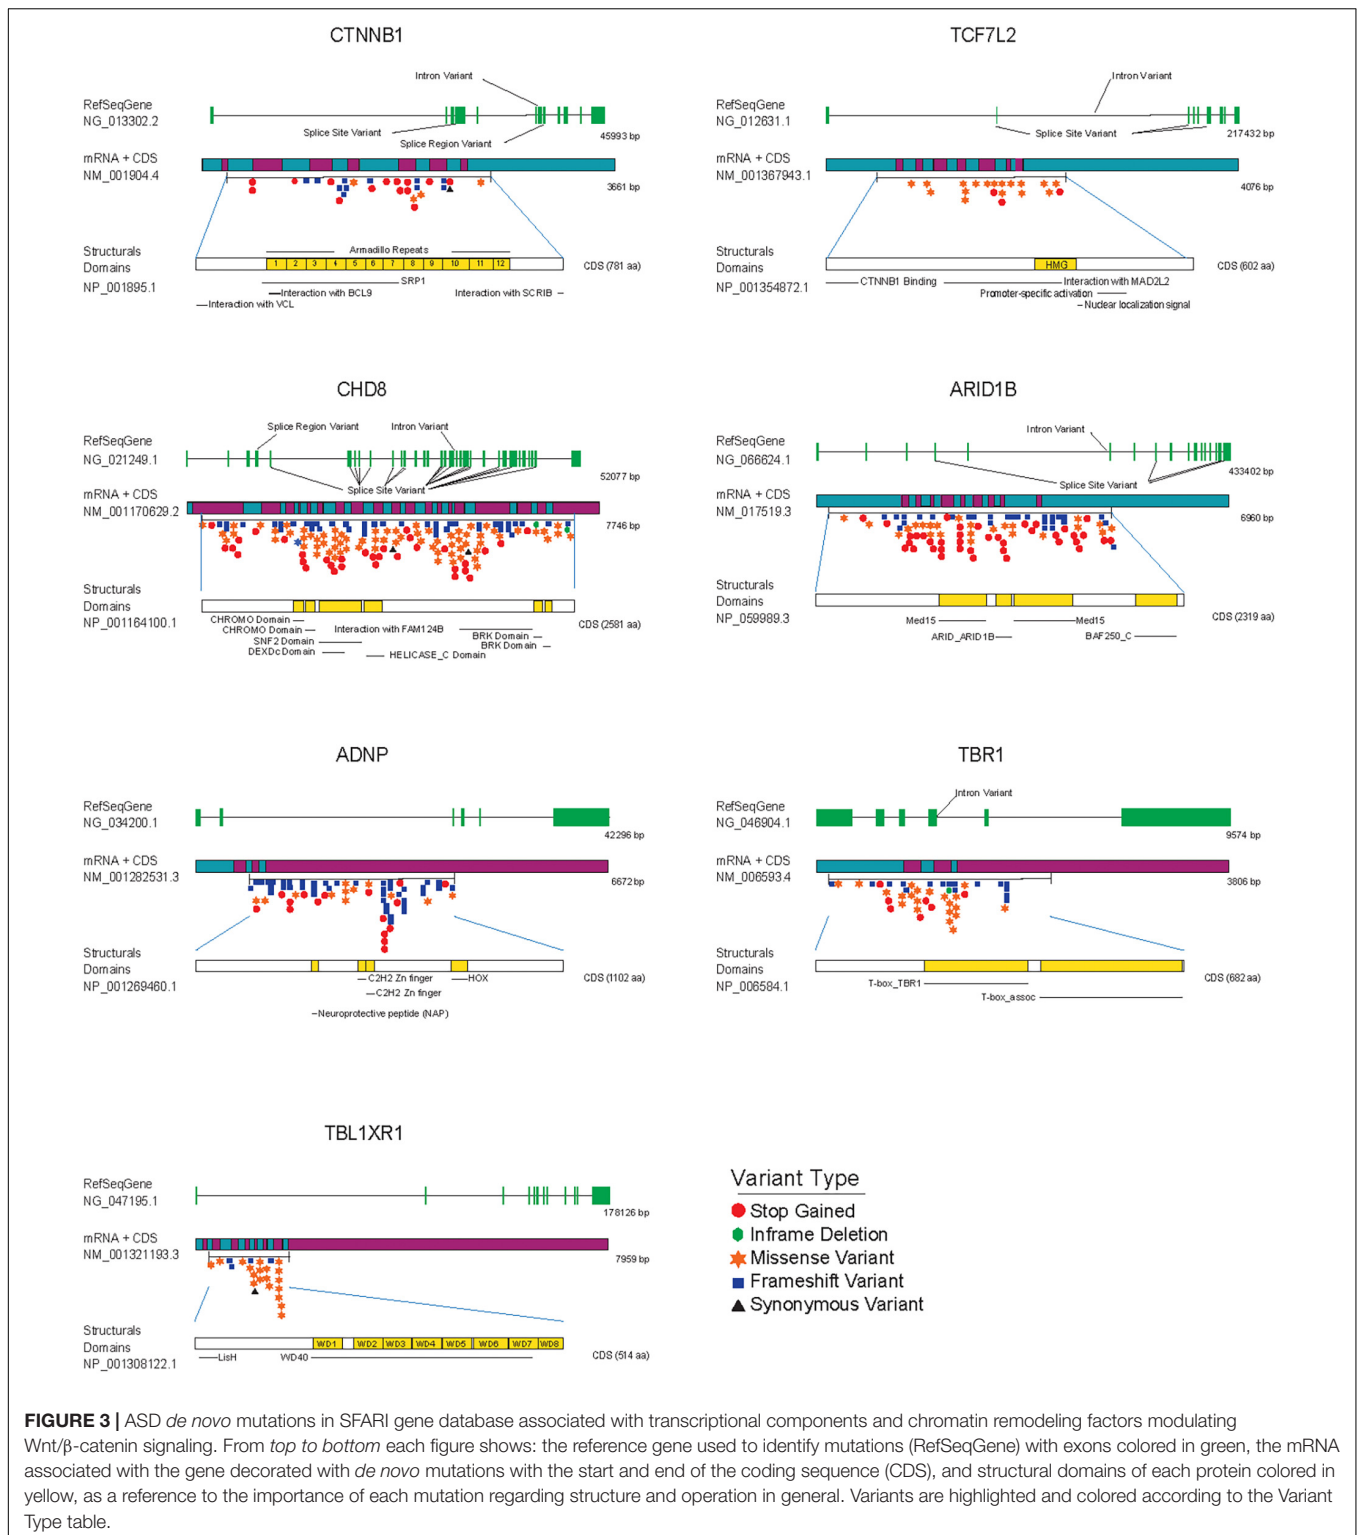 CTNNB1
Intron Variant
RefSeqGene
NG_013302.2
Splice Site Variant
45993 bp
Splice Region Variant
mRNA + CDS
NM_001904.4
3661 bp
Structurals
Domains
NP_001895.1
Armadillo Repeats
1 2 3 4 5 6 7 8 9 10 11 12
CDS (781 aa)
SRP1
Interaction with BCL9
Interaction with SCRIB
Interaction with VCL
TCF7L2
Intron Variant
RefSeqGene
NG_012631.1
Splice Site Variant
217432 bp
mRNA + CDS
NM_001367943.1
4076 bp
Structurals
Domains
NP_001354872.1
HMG
CDS (602 aa)
CTNNB1 Binding
Interaction with MAD2L2
Promoter-specific activation
Nuclear localization signal
CHD8
Splice Region Variant
Intron Variant
RefSeqGene
NG_021249.1
52077 bp
Splice Site Variant
mRNA + CDS
NM_001170629.2
7746 bp
Structurals
Domains
NP_001164100.1
CDS (2581 aa)
CHROMO Domain
CHROMO Domain
Interaction with FAM124B
SNF2 Domain
BRK Domain
BRK Domain
DEXDc Domain
HELICASE_C Domain
ARID1B
Intron Variant
RefSeqGene
NG_066624.1
433402 bp
Splice Site Variant
mRNA + CDS
NM_017519.3
6960 bp
Structurals
Domains
NP_059989.3
CDS (2319 aa)
Med15
Med15
ARID_ARID1B
BAF250_C
ADNP
RefSeqGene
NG_034200.1
42296 bp
mRNA + CDS
NM_001282531.3
6672 bp
Structurals
Domains
NP_001269460.1
CDS (1102 aa)
C2H2 Zn finger
HOX
C2H2 Zn finger
Neuroprotective peptide (NAP)
TBR1
Intron Variant
RefSeqGene
NG_046904.1
9574 bp
mRNA + CDS
NM_006593.4
3806 bp
Structurals
Domains
NP_006584.1
CDS (682 aa)
T-box_TBR1
T-box_assoc
TBL1XR1
RefSeqGene
NG_047195.1
178126 bp
mRNA + CDS
NM_001321193.3
7959 bp
Structurals
Domains
NP_001308122.1
WD1 WD2 WD3 WD4 WD5 WD6 WD7 WD8
CDS (514 aa)
LisH
WD40
Variant Type
Stop Gained
Inframe Deletion
Missense Variant
Frameshift Variant
Synonymous Variant
FIGURE 3 | ASD de novo mutations in SFARI gene database associated with transcriptional components and chromatin remodeling factors modulating
Wnt/β-catenin signaling. From top to bottom each figure shows: the reference gene used to identify mutations (RefSeqGene) with exons colored in green, the mRNA
associated with the gene decorated with de novo mutations with the start and end of the coding sequence (CDS), and structural domains of each protein colored in
yellow, as a reference to the importance of each mutation regarding structure and operation in general. Variants are highlighted and colored according to the Variant
Type table.